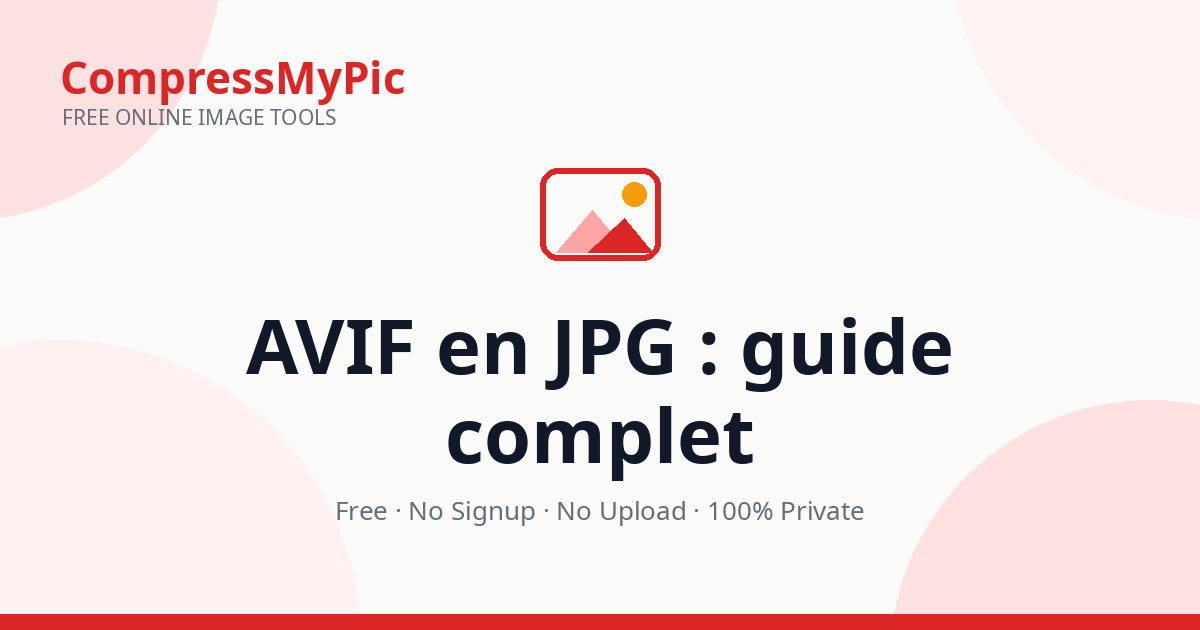 CompressMyPic
FREE ONLINE IMAGE TOOLS
AVIF en JPG : guide
complet
Free · No Signup · No Upload · 100% Private